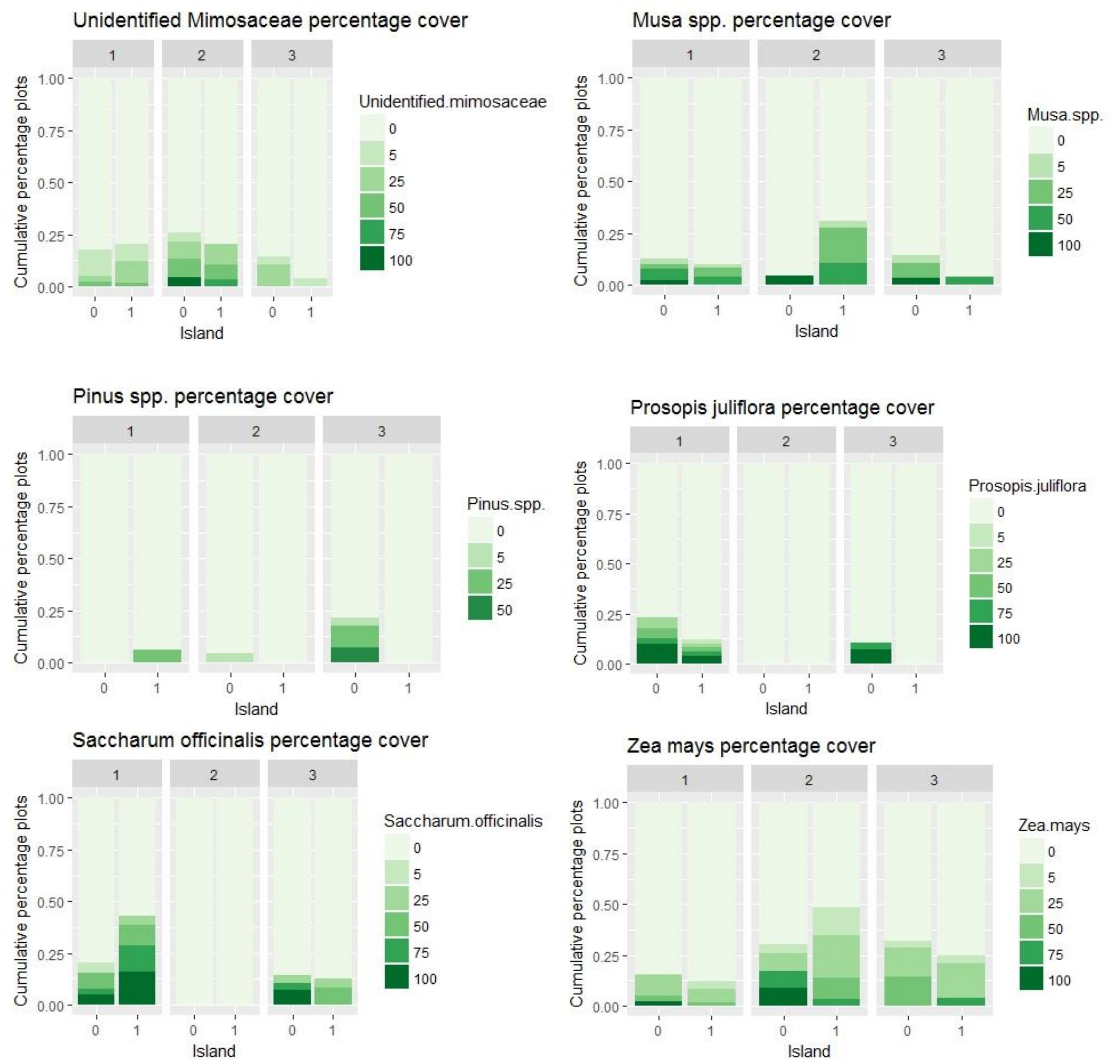 Unidentified Mimosaceae percentage cover
1 2 3
Cumulative percentage plots
1.00
0.75
0.50
0.25
0.00
0 1 0 1 0 1
Island
Unidentified.mimosaceae
0
5
25
50
75
100
Musa spp. percentage cover
1 2 3
Cumulative percentage plots
1.00
0.75
0.50
0.25
0.00
0 1 0 1 0 1
Island
Musa.spp.
0
5
25
50
100
Pinus spp. percentage cover
1 2 3
Cumulative percentage plots
1.00
0.75
0.50
0.25
0.00
0 1 0 1 0 1
Island
Pinus.spp.
0
5
25
50
Prosopis juliflora percentage cover
1 2 3
Cumulative percentage plots
1.00
0.75
0.50
0.25
0.00
0 1 0 1 0 1
Island
Prosopis.juliflora
0
5
25
50
75
100
Saccharum officinalis percentage cover
1 2 3
Cumulative percentage plots
1.00
0.75
0.50
0.25
0.00
0 1 0 1 0 1
Island
Saccharum.officinalis
0
5
25
50
75
100
Zea mays percentage cover
1 2 3
Cumulative percentage plots
1.00
0.75
0.50
0.25
0.00
0 1 0 1 0 1
Island
Zea.mays
0
5
25
50
75
100